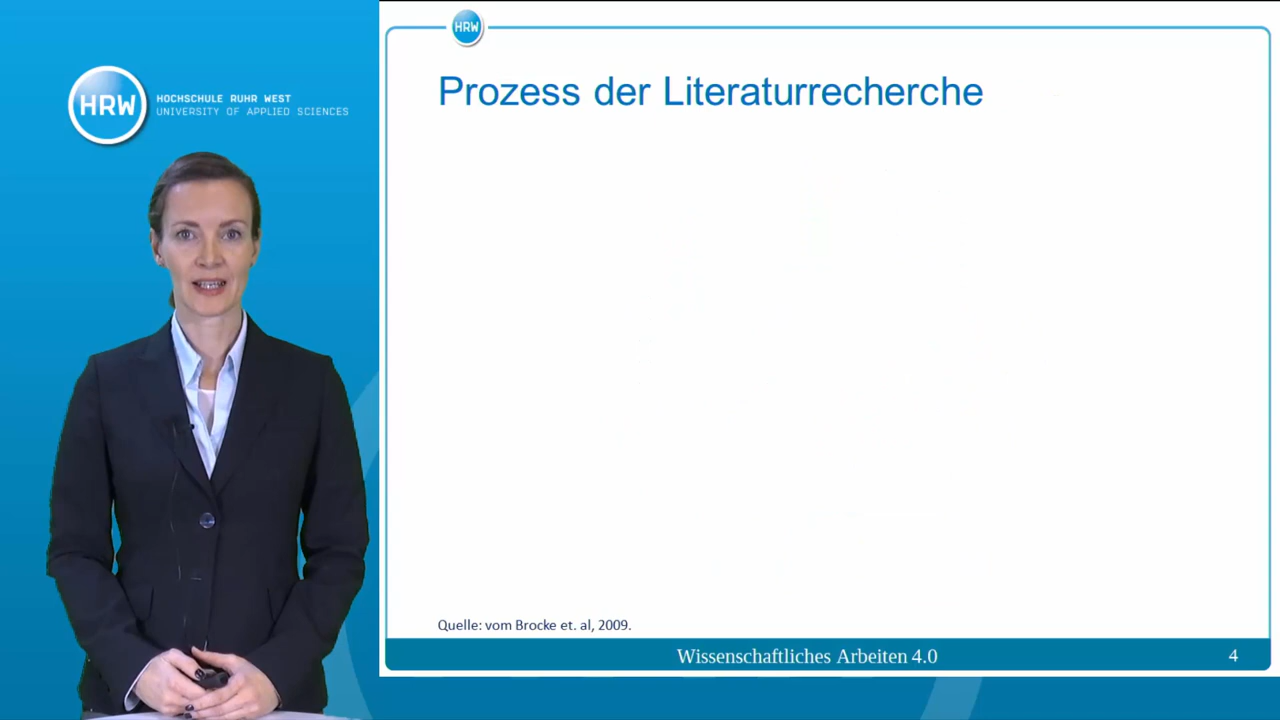 HRW
HOCHSCHULE RUHR WEST
UNIVERSITY OF APPLIED SCIENCES
HRW
Prozess der Literaturrecherche
Quelle: vom Brocke et. al, 2009.
Wissenschaftliches Arbeiten 4.0
4